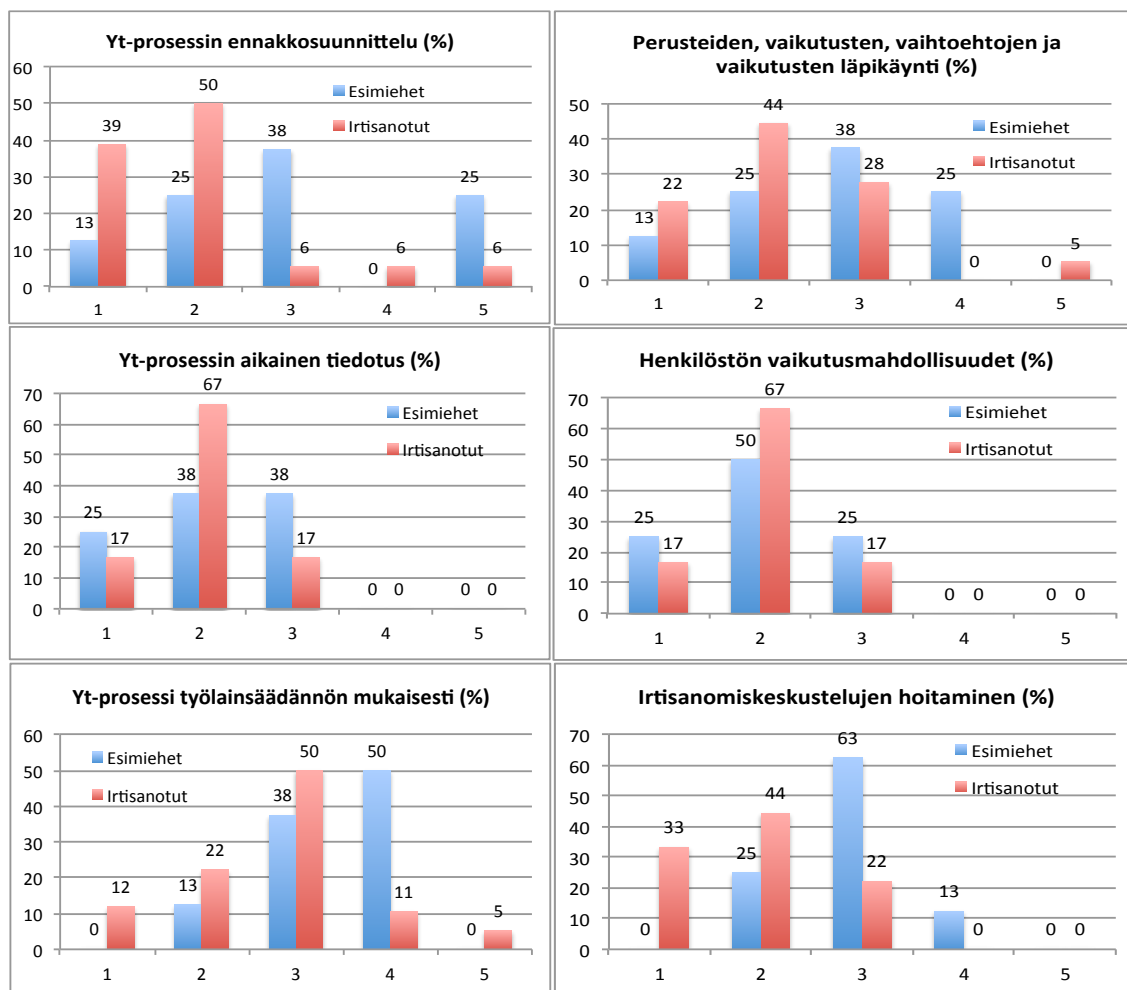 Yt-prosessin ennakkosuunnittelu (%)
60
50
40
30
20
10
0
Esimiehet
Irtisanotut
13 39 25 50 38 6 0 6 25 6
1 2 3 4 5
Perusteiden, vaikutusten, vaihtoehtojen ja
vaikutusten läpikäynti (%)
50
40
30
20
10
0
Esimiehet
Irtisanotut
13 22 25 44 38 28 25 0 0 5
1 2 3 4 5
Yt-prosessin aikainen tiedotus (%)
70
60
50
40
30
20
10
0
Esimiehet
Irtisanotut
25 17 38 67 38 17 0 0 0 0
1 2 3 4 5
Henkilöstön vaikutusmahdollisuudet (%)
70
60
50
40
30
20
10
0
Esimiehet
Irtisanotut
25 17 50 67 25 17 0 0 0 0
1 2 3 4 5
Yt-prosessi työlainsäädännön mukaisesti (%)
60
50
40
30
20
10
0
Esimiehet
Irtisanotut
0 12 13 22 38 50 50 11 0 5
1 2 3 4 5
Irtisanomiskeskustelujen hoitaminen (%)
70
60
50
40
30
20
10
0
Esimiehet
Irtisanotut
0 33 25 44 63 22 13 0 0 0
1 2 3 4 5